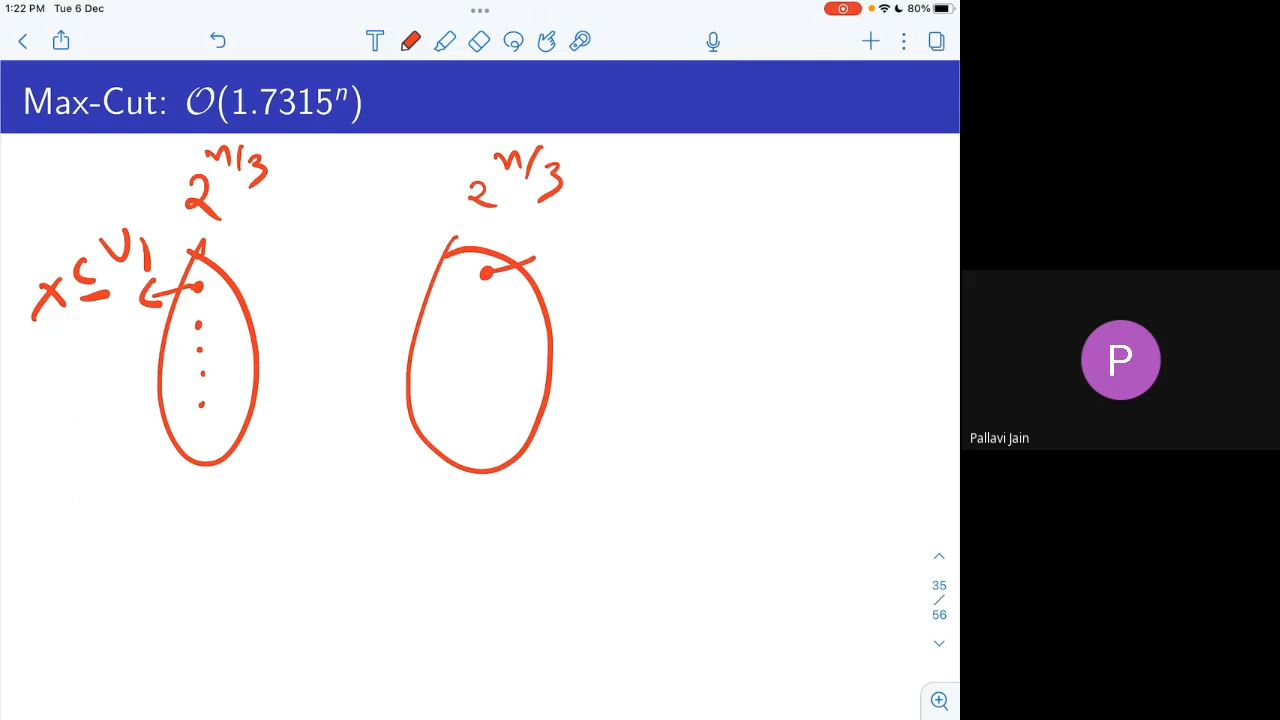 1:22 PM Tue 6 Dec
80%
T
Max-Cut: 𝒪(1.7315ⁿ)
2^{n/3} 2^{n/3}
X ⊆ V₁
P
Pallavi Jain
35
/
56